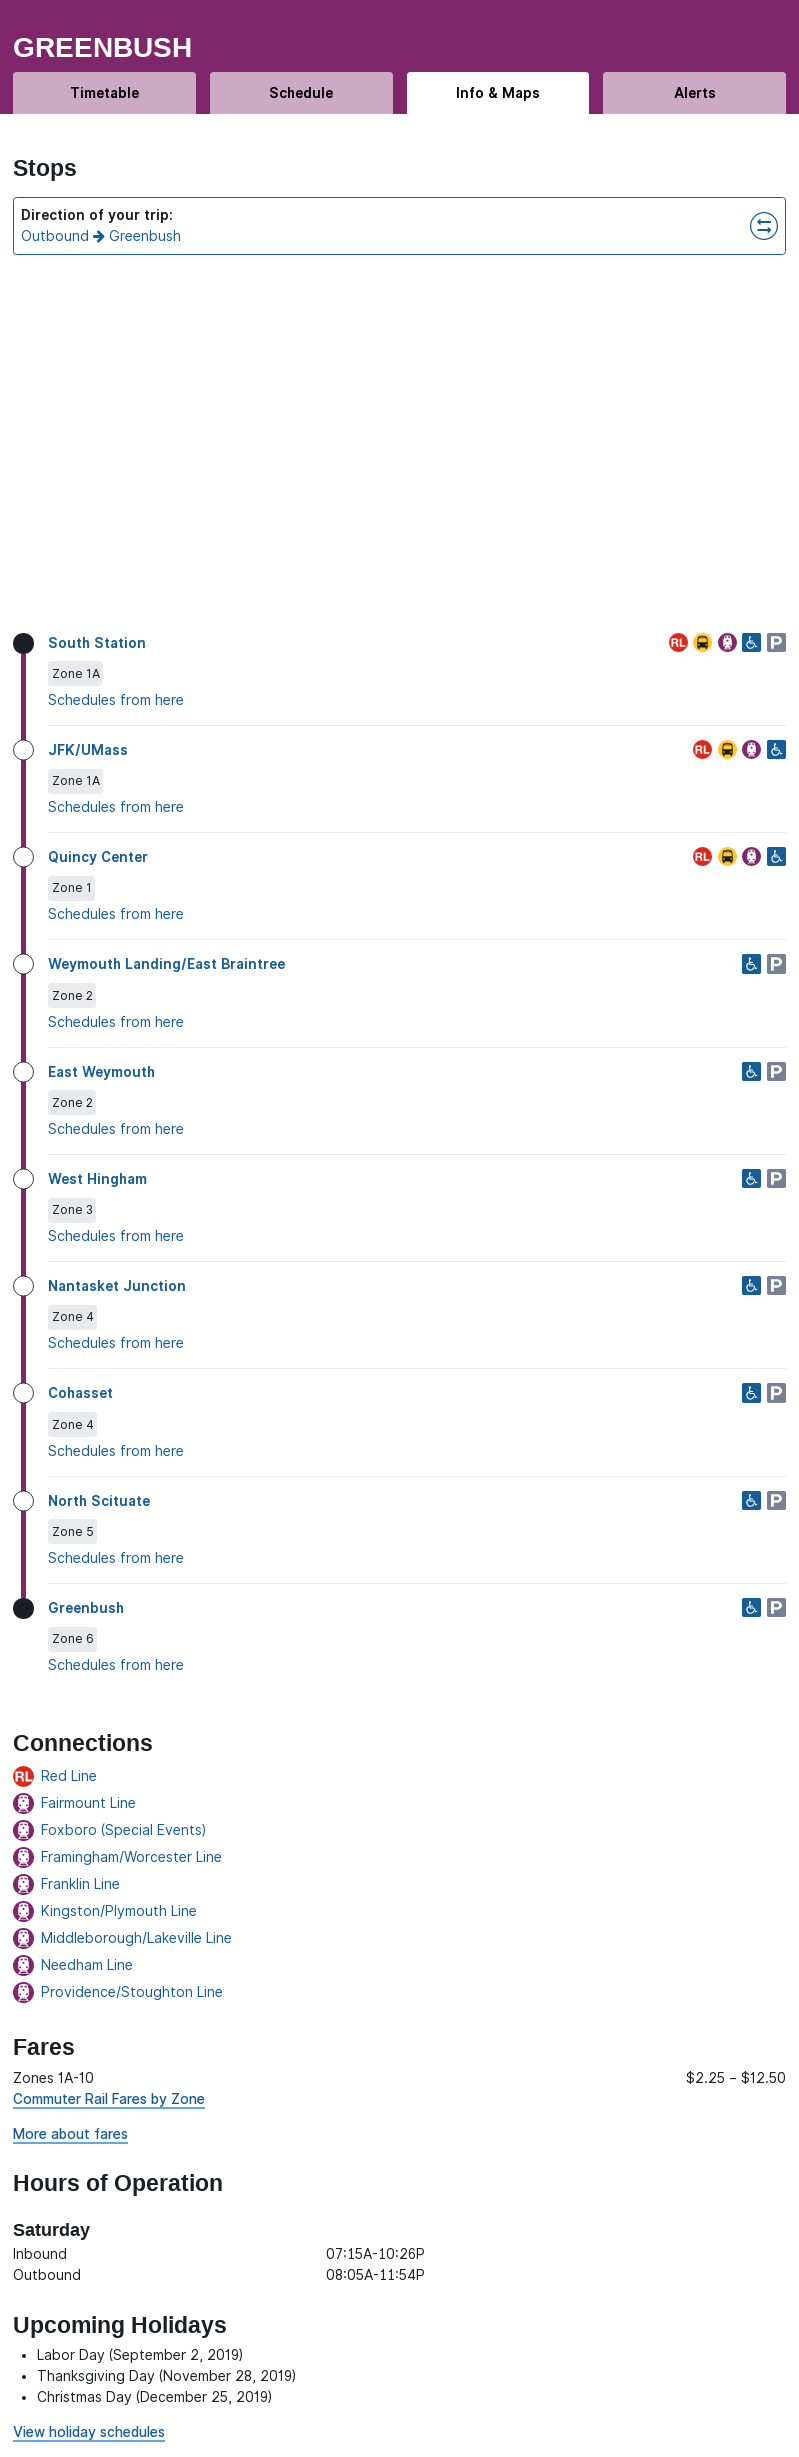 GREENBUSH
Timetable Schedule Info & Maps Alerts
Stops
Direction of your trip:
Outbound → Greenbush
South Station RL P
Zone 1A
Schedules from here
JFK/UMass RL
Zone 1A
Schedules from here
Quincy Center RL
Zone 1
Schedules from here
Weymouth Landing/East Braintree P
Zone 2
Schedules from here
East Weymouth P
Zone 2
Schedules from here
West Hingham P
Zone 3
Schedules from here
Nantasket Junction P
Zone 4
Schedules from here
Cohasset P
Zone 4
Schedules from here
North Scituate P
Zone 5
Schedules from here
Greenbush P
Zone 6
Schedules from here
Connections
RL Red Line
Fairmount Line
Foxboro (Special Events)
Framingham/Worcester Line
Franklin Line
Kingston/Plymouth Line
Middleborough/Lakeville Line
Needham Line
Providence/Stoughton Line
Fares
Zones 1A-10 $2.25 – $12.50
Commuter Rail Fares by Zone
More about fares
Hours of Operation
Saturday
Inbound 07:15A-10:26P
Outbound 08:05A-11:54P
Upcoming Holidays
• Labor Day (September 2, 2019)
• Thanksgiving Day (November 28, 2019)
• Christmas Day (December 25, 2019)
View holiday schedules